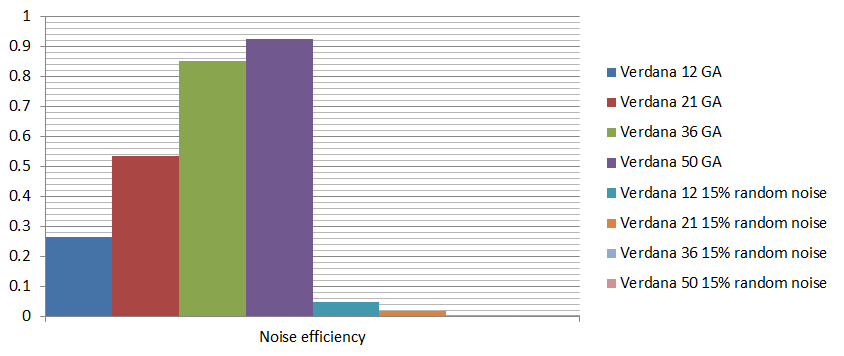 1
0.9
0.8
0.7
0.6
0.5
0.4
0.3
0.2
0.1
0
Noise efficiency
Verdana 12 GA
Verdana 21 GA
Verdana 36 GA
Verdana 50 GA
Verdana 12 15% random noise
Verdana 21 15% random noise
Verdana 36 15% random noise
Verdana 50 15% random noise